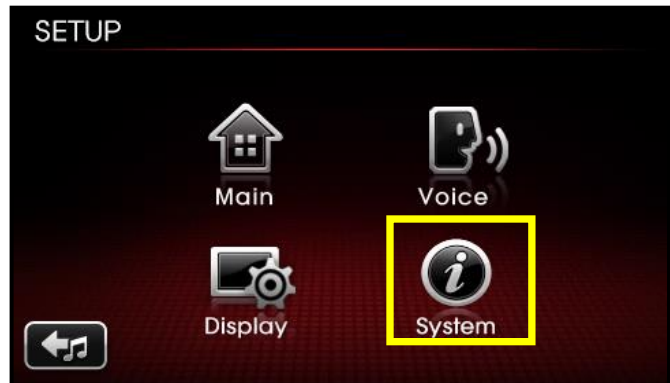 SETUP
Main
Voice
Display
System